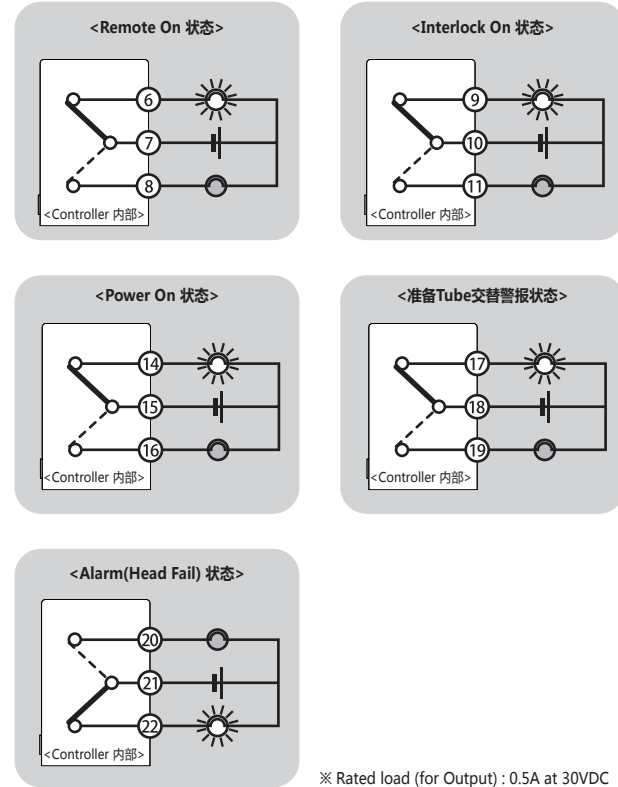 <Remote On 状态>
6
7
8
<Controller 内部>
<Interlock On 状态>
9
10
11
<Controller 内部>
<Power On 状态>
14
15
16
<Controller 内部>
<准备Tube交替警报状态>
17
18
19
<Controller 内部>
<Alarm(Head Fail) 状态>
20
21
22
<Controller 内部>
※ Rated load (for Output) : 0.5A at 30VDC